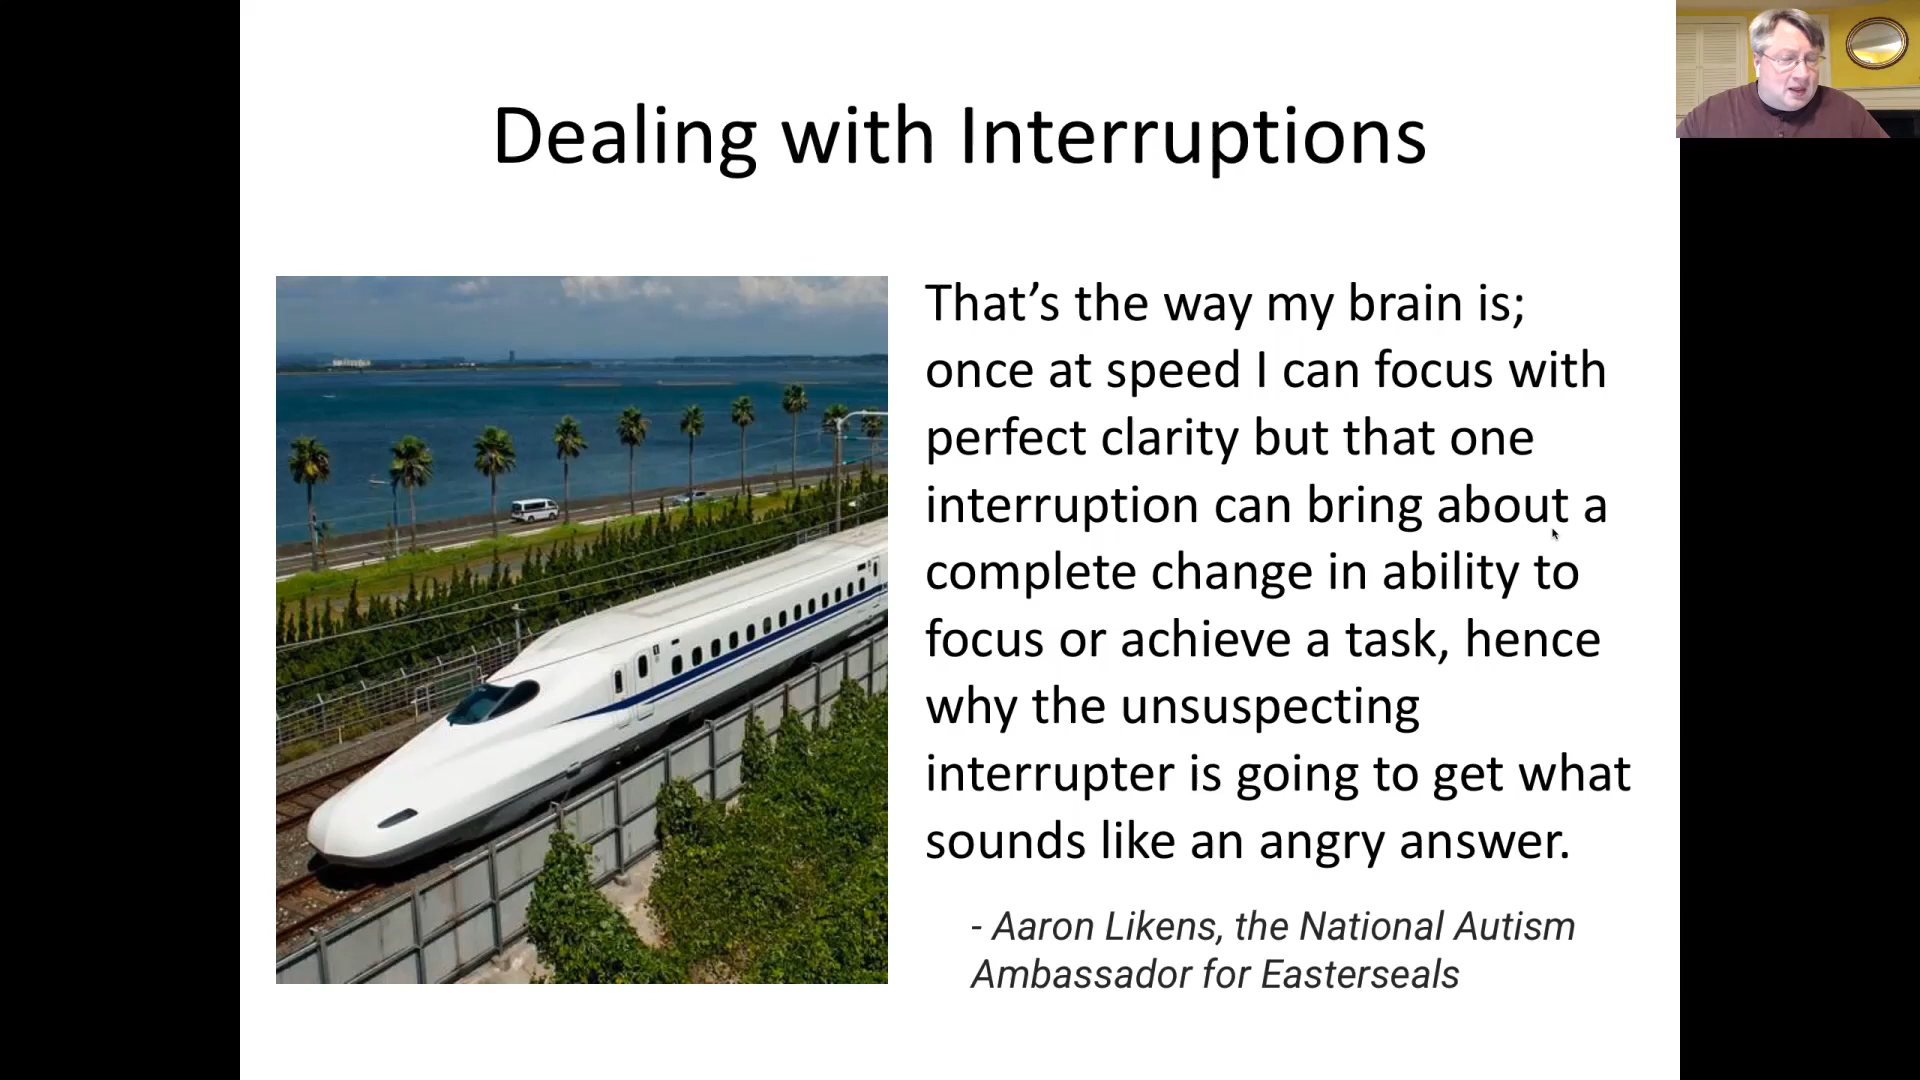 Dealing with Interruptions
That’s the way my brain is;
once at speed I can focus with
perfect clarity but that one
interruption can bring about a
complete change in ability to
focus or achieve a task, hence
why the unsuspecting
interrupter is going to get what
sounds like an angry answer.
- Aaron Likens, the National Autism
Ambassador for Easterseals